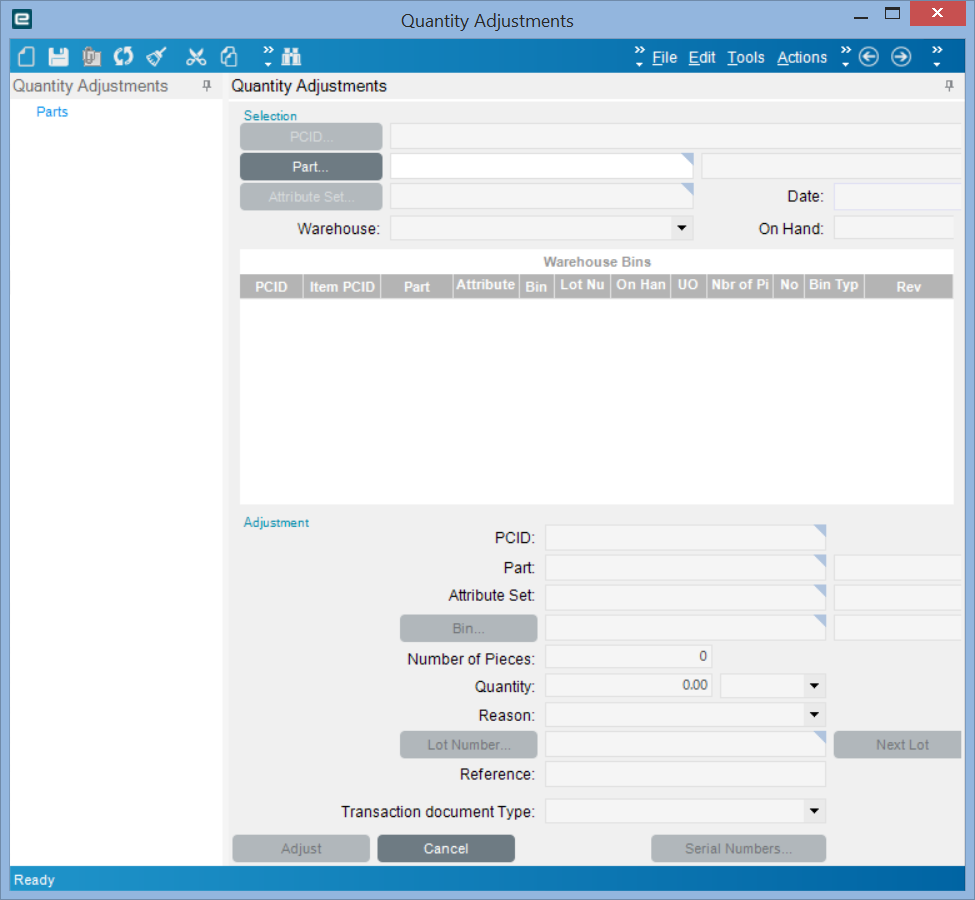 Quantity Adjustments
File Edit Tools Actions
Quantity Adjustments
Quantity Adjustments
Parts
Selection
PCID...
Part...
Attribute Set...
Date:
Warehouse:
On Hand:
Warehouse Bins
PCID Item PCID Part Attribute Bin Lot Nu On Han UO Nbr of Pi No Bin Typ Rev
Adjustment
PCID:
Part:
Attribute Set:
Bin...
Number of Pieces: 0
Quantity: 0.00
Reason:
Lot Number... Next Lot
Reference:
Transaction document Type:
Adjust Cancel Serial Numbers...
Ready